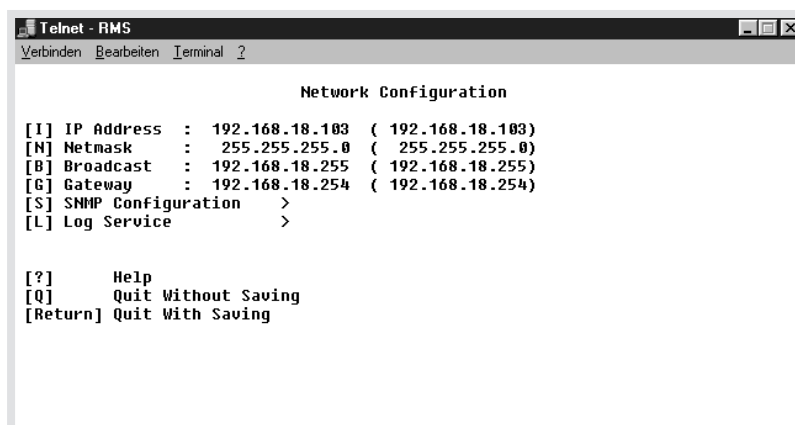 Telnet - RMS
Verbinden Bearbeiten Terminal ?
Network Configuration
[I] IP Address : 192.168.18.103 ( 192.168.18.103)
[N] Netmask : 255.255.255.0 ( 255.255.255.0)
[B] Broadcast : 192.168.18.255 ( 192.168.18.255)
[G] Gateway : 192.168.18.254 ( 192.168.18.254)
[S] SNMP Configuration >
[L] Log Service >
[?] Help
[Q] Quit Without Saving
[Return] Quit With Saving